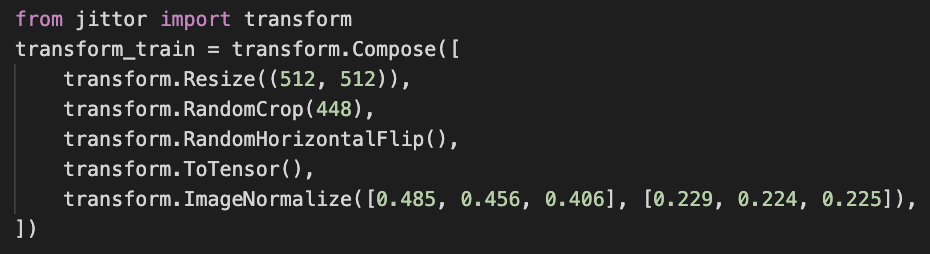 from jittor import transform
transform_train = transform.Compose([
    transform.Resize((512, 512)),
    transform.RandomCrop(448),
    transform.RandomHorizontalFlip(),
    transform.ToTensor(),
    transform.ImageNormalize([0.485, 0.456, 0.406], [0.229, 0.224, 0.225]),
])